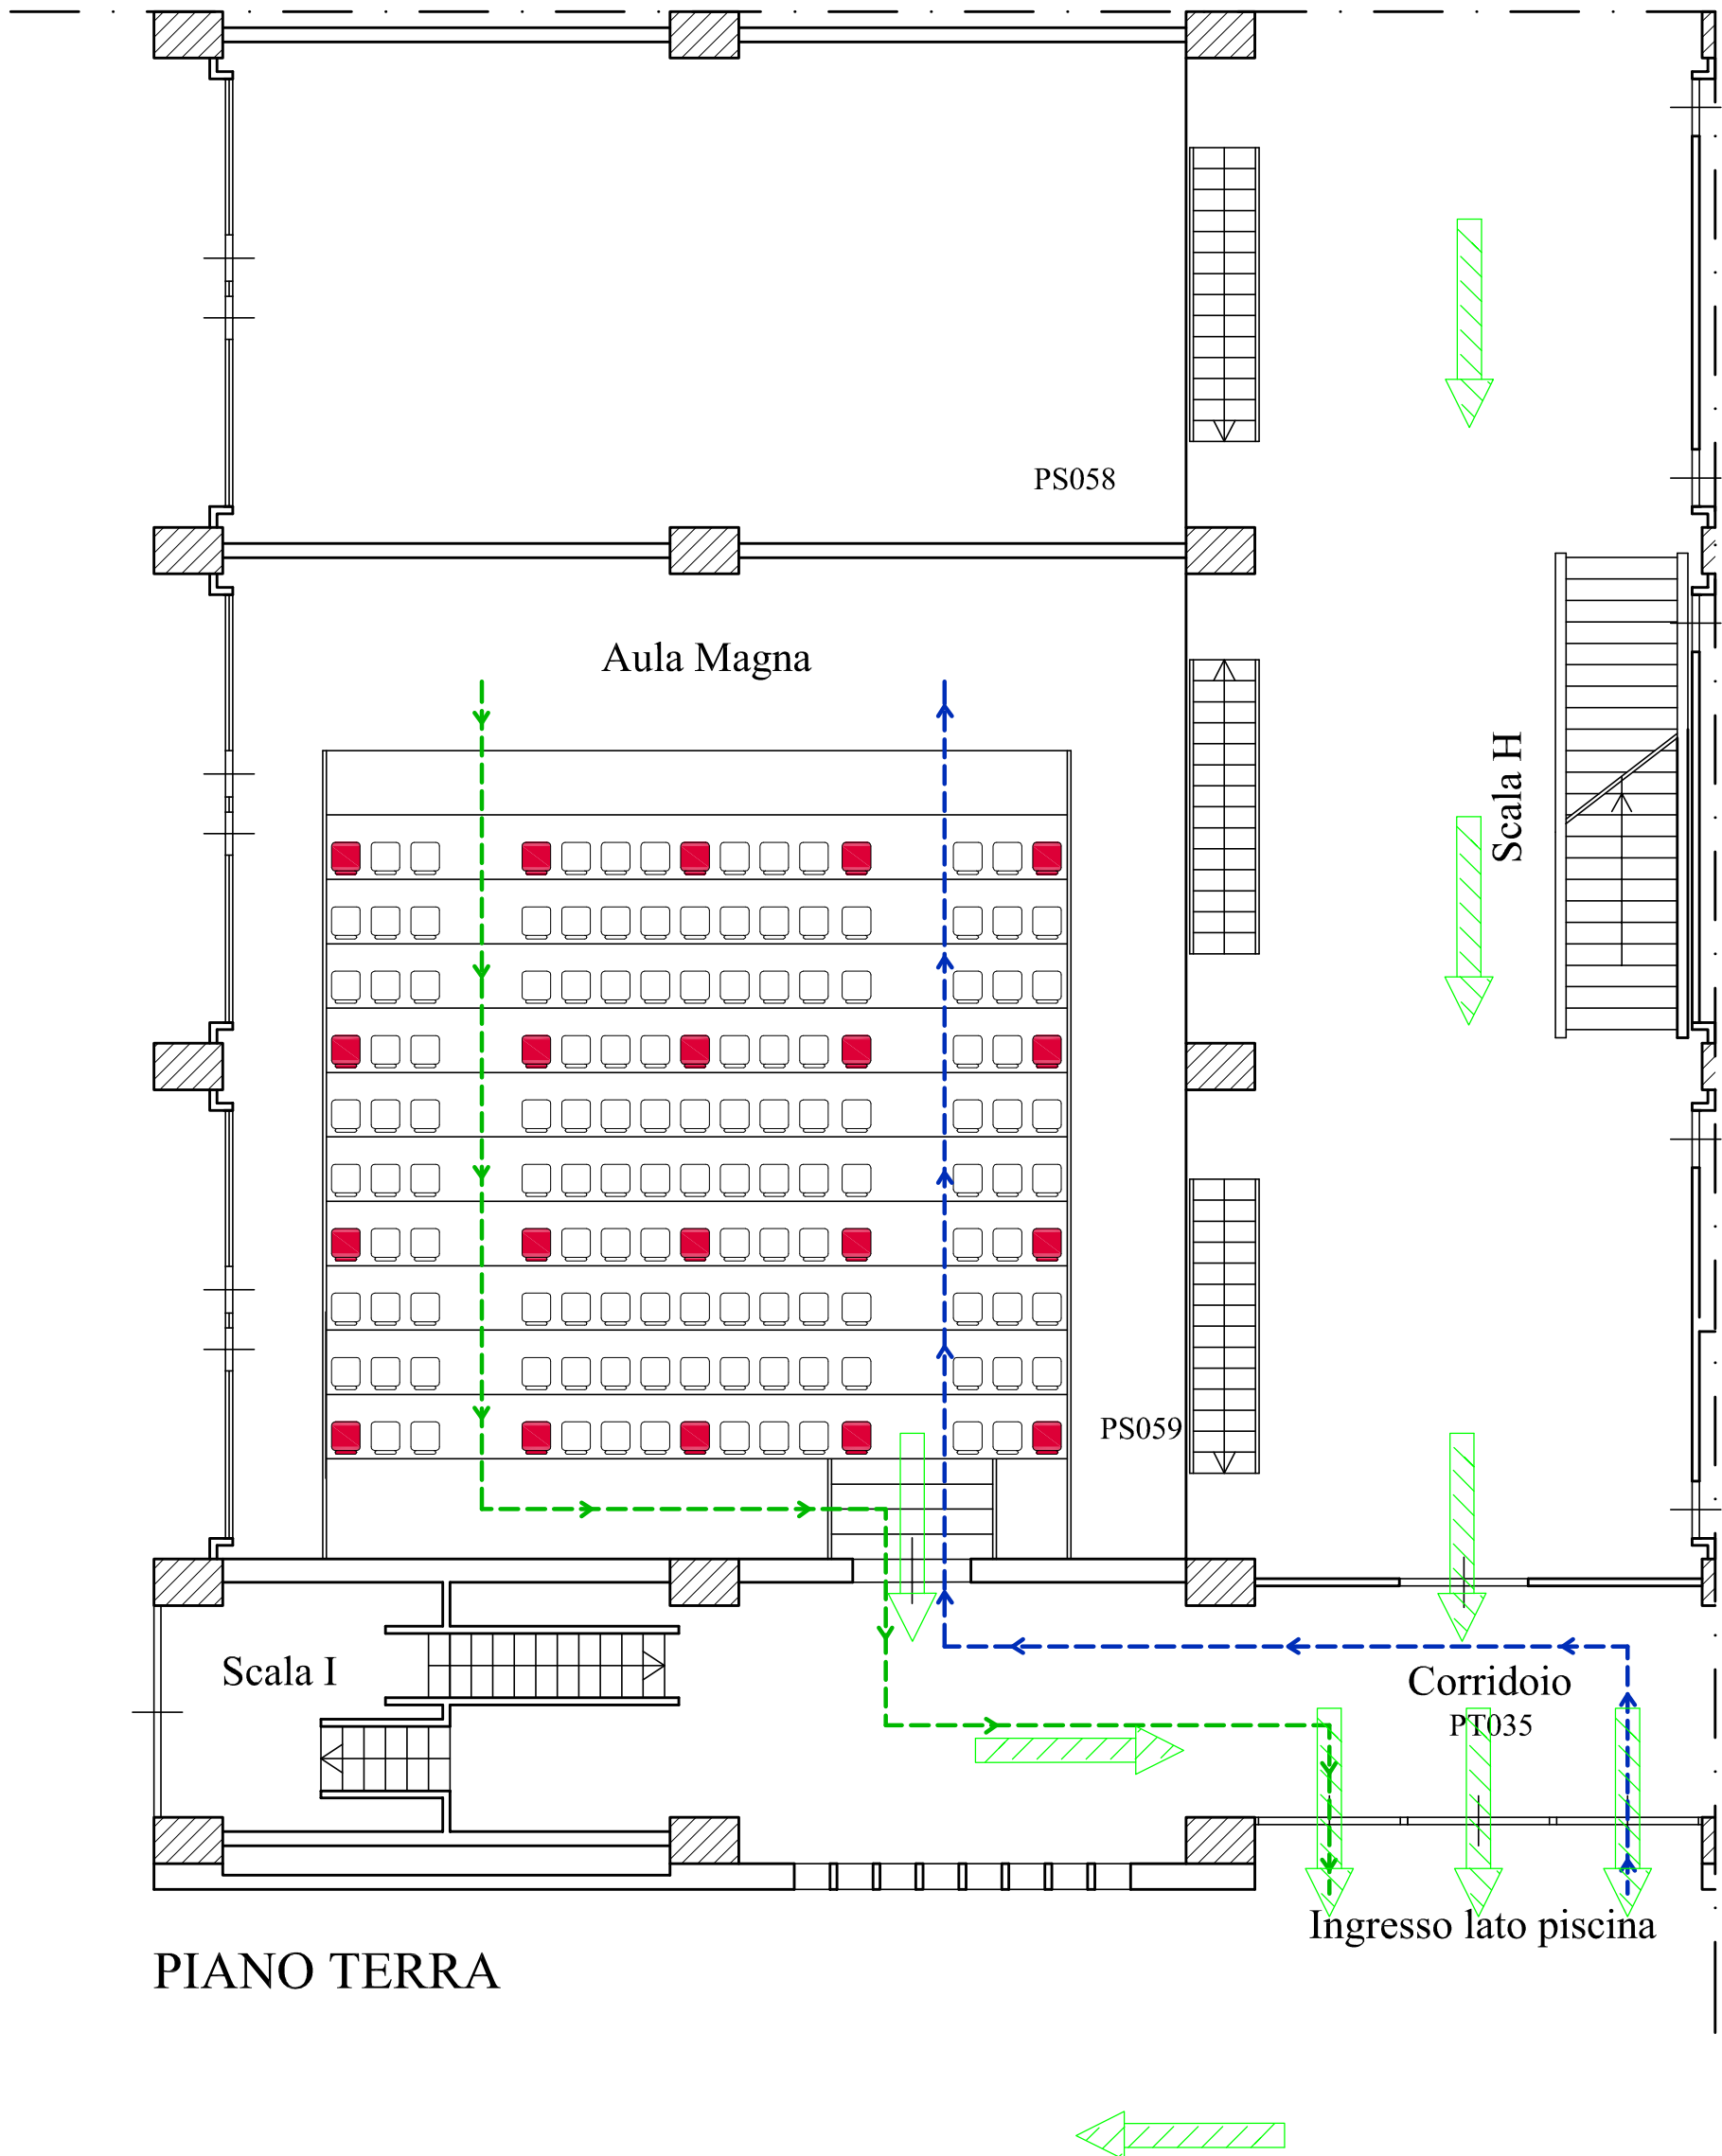 PS058
Aula Magna
Scala H
PS059
Scala I
Corridoio
PT035
Ingresso lato piscina
PIANO TERRA